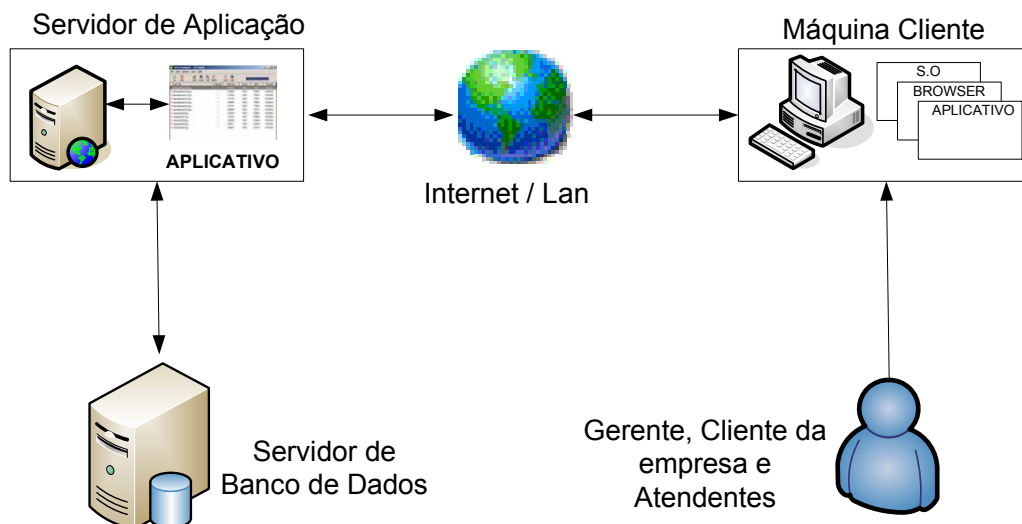 Servidor de Aplicação
Máquina Cliente
S.O
BROWSER
APLICATIVO
APLICATIVO
Internet / Lan
Servidor de
Banco de Dados
Gerente, Cliente da
empresa e
Atendentes